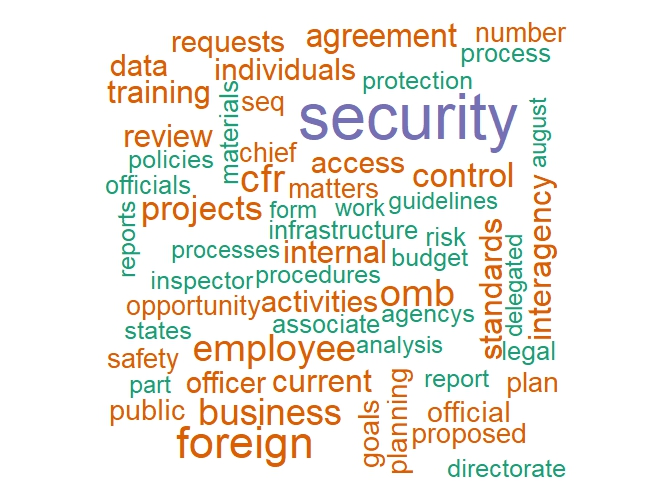 requests agreement number
data individuals process
training seq protection
materials
security
august
review
policies chief access control
officials cfr matters
projects form work guidelines
reports
infrastructure risk
processes internal budget
standards
delegated
interagency
inspector procedures
opportunity activities omb
states associate agencys
safety employee analysis legal
part officer current report plan
public business official
goals
planning
foreign proposed
directorate